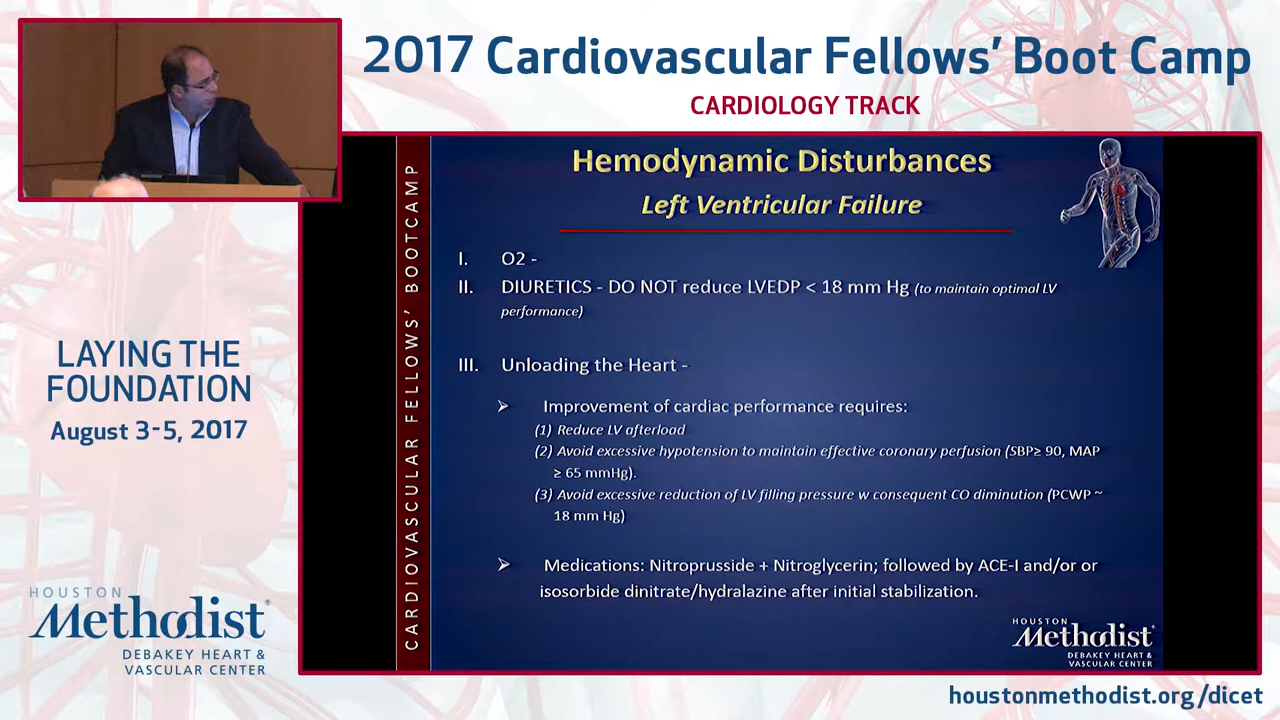 2017 Cardiovascular Fellows' Boot Camp
CARDIOLOGY TRACK
LAYING THE
FOUNDATION
August 3-5, 2017
HOUSTON
Methodist®
DEBAKEY HEART &
VASCULAR CENTER
CARDIOVASCULAR FELLOWS' BOOTCAMP
Hemodynamic Disturbances
Left Ventricular Failure
I. O2 -
II. DIURETICS - DO NOT reduce LVEDP < 18 mm Hg (to maintain optimal LV
performance)
III. Unloading the Heart -
➢ Improvement of cardiac performance requires:
(1) Reduce LV afterload
(2) Avoid excessive hypotension to maintain effective coronary perfusion (SBP≥ 90, MAP
≥ 65 mmHg).
(3) Avoid excessive reduction of LV filling pressure w consequent CO diminution (PCWP ~
18 mm Hg)
➢ Medications: Nitroprusside + Nitroglycerin; followed by ACE-I and/or or
isosorbide dinitrate/hydralazine after initial stabilization.
HOUSTON
Methodist
DEBAKEY HEART &
VASCULAR CENTER
houstonmethodist.org/dicet